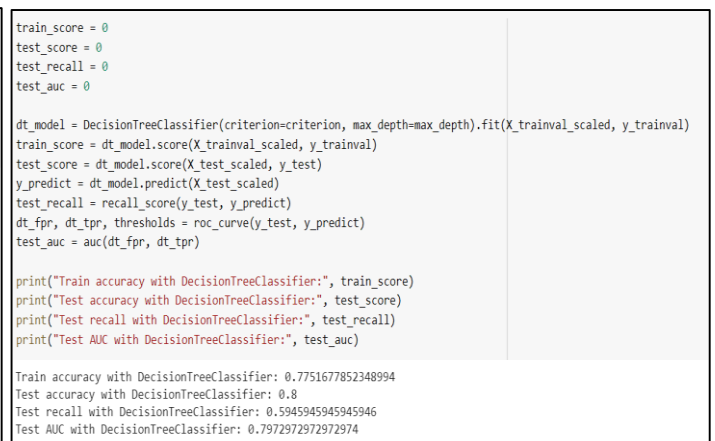 train_score = 0
test_score = 0
test_recall = 0
test_auc = 0
dt_model = DecisionTreeClassifier(criterion=criterion, max_depth=max_depth).fit(X_trainval_scaled, y_trainval)
train_score = dt_model.score(X_trainval_scaled, y_trainval)
test_score = dt_model.score(X_test_scaled, y_test)
y_predict = dt_model.predict(X_test_scaled)
test_recall = recall_score(y_test, y_predict)
dt_fpr, dt_tpr, thresholds = roc_curve(y_test, y_predict)
test_auc = auc(dt_fpr, dt_tpr)
print("Train accuracy with DecisionTreeClassifier:", train_score)
print("Test accuracy with DecisionTreeClassifier:", test_score)
print("Test recall with DecisionTreeClassifier:", test_recall)
print("Test AUC with DecisionTreeClassifier:", test_auc)
Train accuracy with DecisionTreeClassifier: 0.7751677852348994
Test accuracy with DecisionTreeClassifier: 0.8
Test recall with DecisionTreeClassifier: 0.5945945945945946
Test AUC with DecisionTreeClassifier: 0.7972972972972974